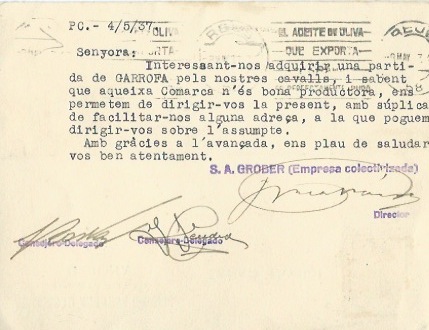 PC.- 4/5/37
OLIVA
EL ACEITE DE OLIVA
QUE EXPORTA
Senyora:
Interessant-nos adquirir una parti-
da de GARROFA pels nostres cavalls, i sabent
que aqueixa Comarca n'és bona productora, ens
permetem de dirigir-vos la present, amb súplica
de facilitar-nos alguna adreça, a la que poguem
dirigir-vos sobre l'assumpte.
Amb gràcies a l'avançada, ens plau de saludar
vos ben atentament.
S. A. GROBER (Empresa colectivizada)
Director
Consejero-Delegado
Consejero-Delegado